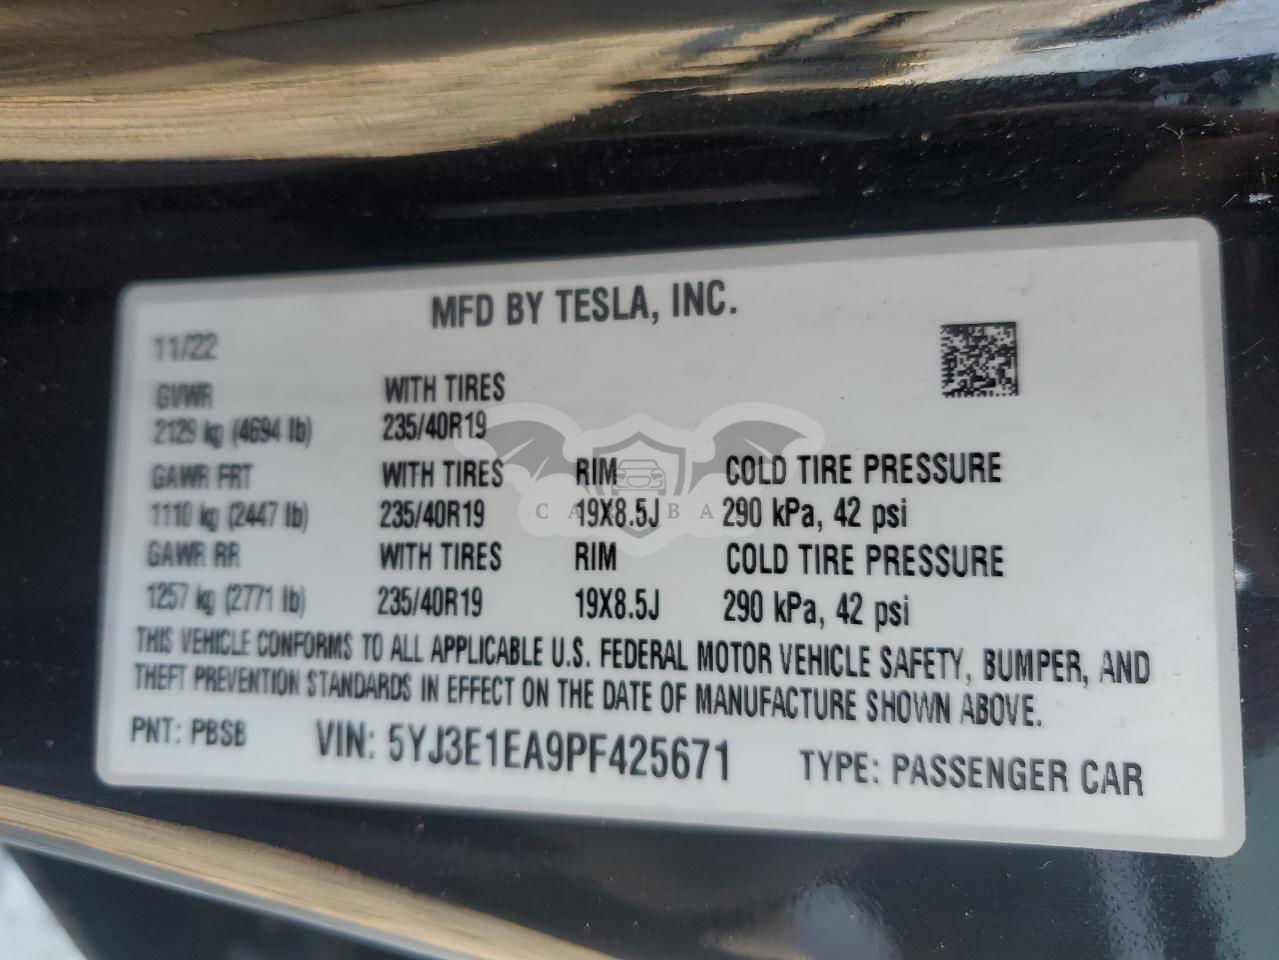 MFD BY TESLA, INC.
11/22
GVWR WITH TIRES
2129 kg (4694 lb) 235/40R19
GAWR FRT WITH TIRES RIM COLD TIRE PRESSURE
1110 kg (2447 lb) 235/40R19 19X8.5J 290 kPa, 42 psi
GAWR RR WITH TIRES RIM COLD TIRE PRESSURE
1257 kg (2771 lb) 235/40R19 19X8.5J 290 kPa, 42 psi
THIS VEHICLE CONFORMS TO ALL APPLICABLE U.S. FEDERAL MOTOR VEHICLE SAFETY, BUMPER, AND
THEFT PREVENTION STANDARDS IN EFFECT ON THE DATE OF MANUFACTURE SHOWN ABOVE.
PNT: PBSB VIN: 5YJ3E1EA9PF425671 TYPE: PASSENGER CAR